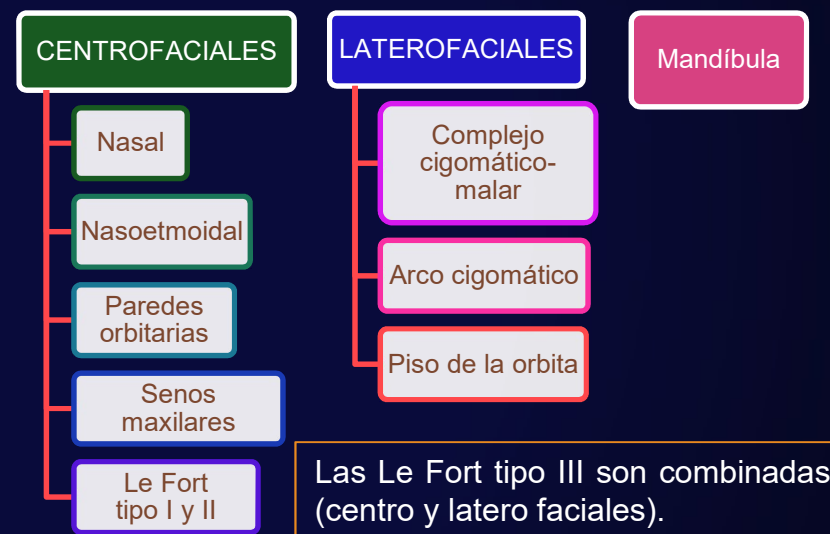 CENTROFACIALES
Nasal
Nasoetmoidal
Paredes
orbitarias
Senos
maxilares
Le Fort
tipo I y II
LATEROFACIALES
Complejo
cigomático-
malar
Arco cigomático
Piso de la orbita
Mandíbula
Las Le Fort tipo III son combinadas
(centro y latero faciales).